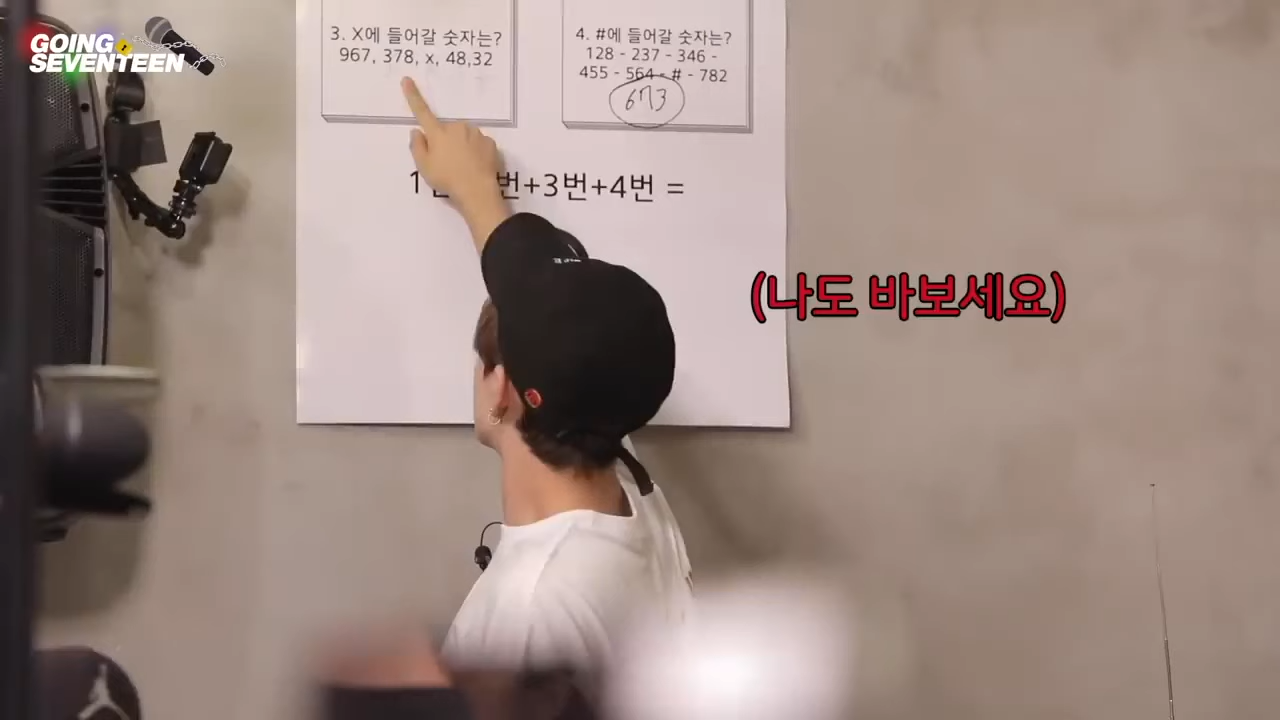 GOING
SEVENTEEN
3. X에 들어갈 숫자는?
967, 378, x, 48,32
4. #에 들어갈 숫자는?
128 - 237 - 346 -
455 - 564 - # - 782
673
번+3번+4번 =
(나도 바보세요)